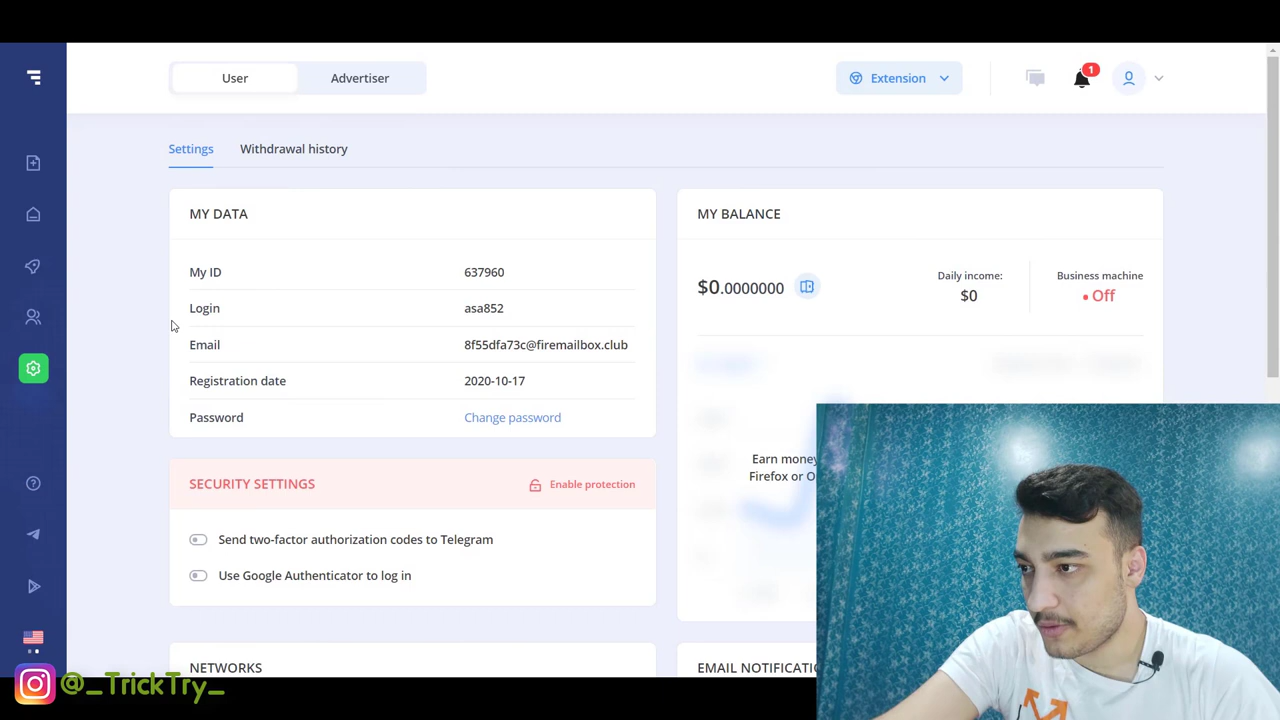 User
Advertiser
Extension
1
Settings
Withdrawal history
MY DATA
My ID 637960
Login asa852
Email 8f55dfa73c@firemailbox.club
Registration date 2020-10-17
Password Change password
SECURITY SETTINGS
Enable protection
Send two-factor authorization codes to Telegram
Use Google Authenticator to log in
NETWORKS
MY BALANCE
$0.0000000
Daily income:
$0
Business machine
Off
Earn money
Firefox or O
EMAIL NOTIFICATIO
@_TrickTry_